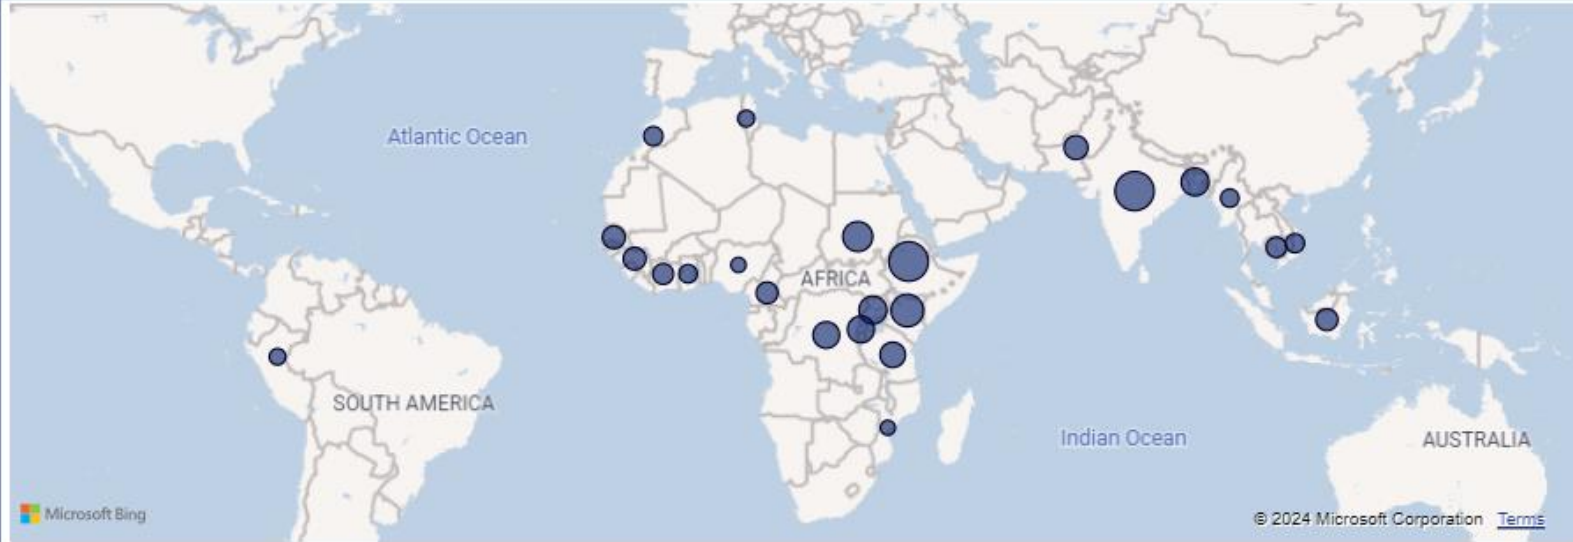 Atlantic Ocean
AFRICA
SOUTH AMERICA
Indian Ocean
AUSTRALIA
Microsoft Bing
© 2024 Microsoft Corporation Terms